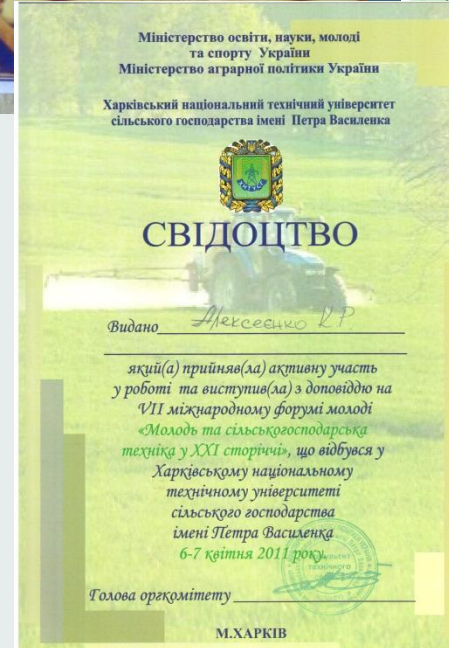 Міністерство освіти, науки, молоді
та спорту України
Міністерство аграрної політики України
Харківський національний технічний університет
сільського господарства імені Петра Василенка
ХНТУСГ
СВІДОЦТВО
Видано Алексеєнко К.Р.
який(а) прийняв(ла) активну участь
у роботі та виступив(ла) з доповіддю на
VII міжнародному форумі молоді
«Молодь та сільськогосподарська
техніка у XXI сторіччі», що відбувся у
Харківському національному
технічному університеті
сільського господарства
імені Петра Василенка
6-7 квітня 2011 року.
Голова оргкомітету
М.ХАРКІВ